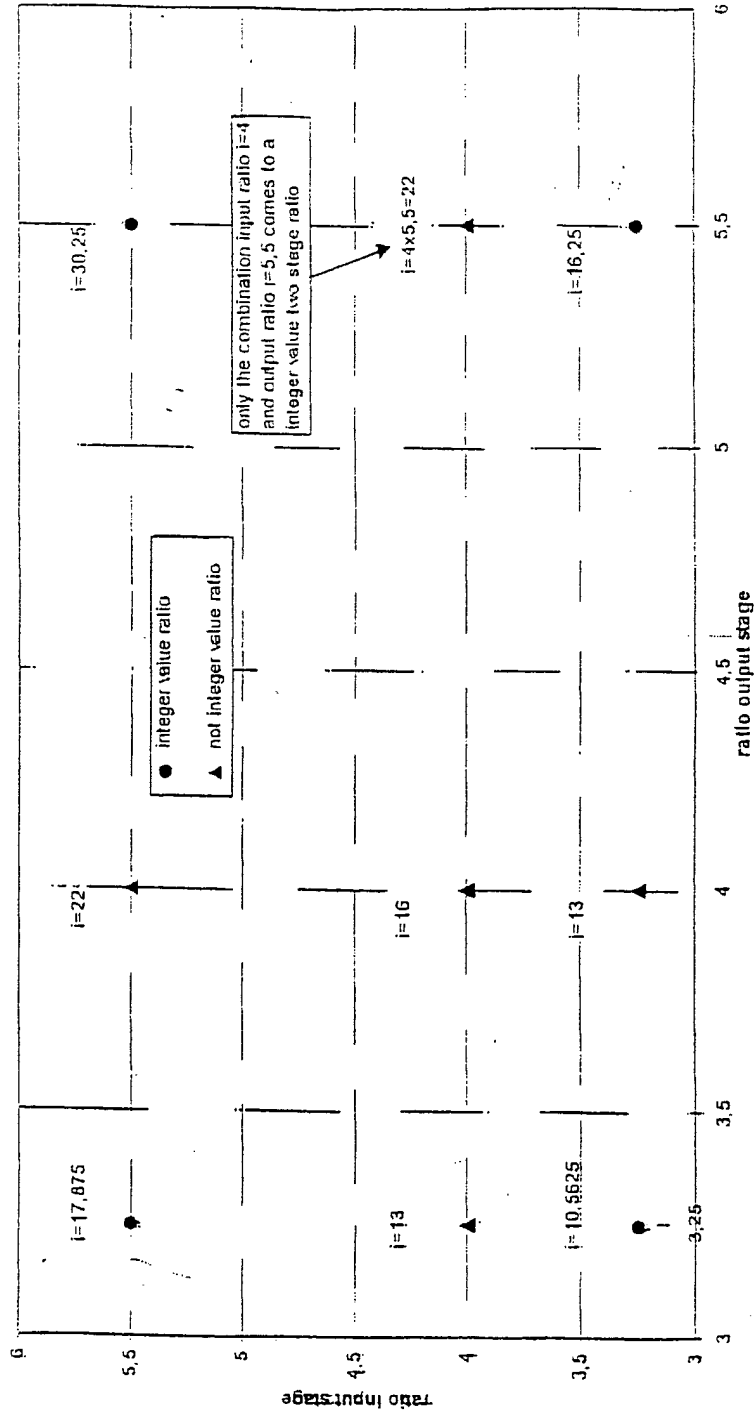 6
5,5
5
4,5
4
3,5
3
ratio input stage
i=17,875
i=22
i=30,25
integer value ratio
not integer value ratio
only the combination input ratio i=4
and output ratio i=5,5 comes to a
integer value two stage ratio
i=13
i=16
i=4x5,5=22
i=10,5625
i=13
i=16,25
3,25
3
3,5
4
4,5
5
5,5
6
ratio output stage